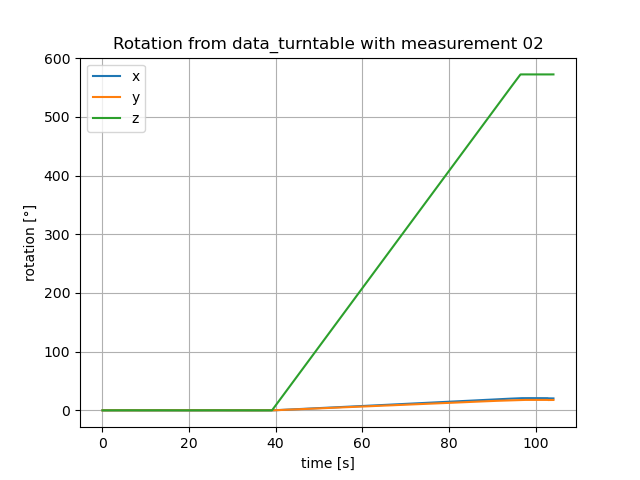 Rotation from data_turntable with measurement 02
x
y
z
600
500
400
300
200
100
0
rotation [°]
0 20 40 60 80 100
time [s]